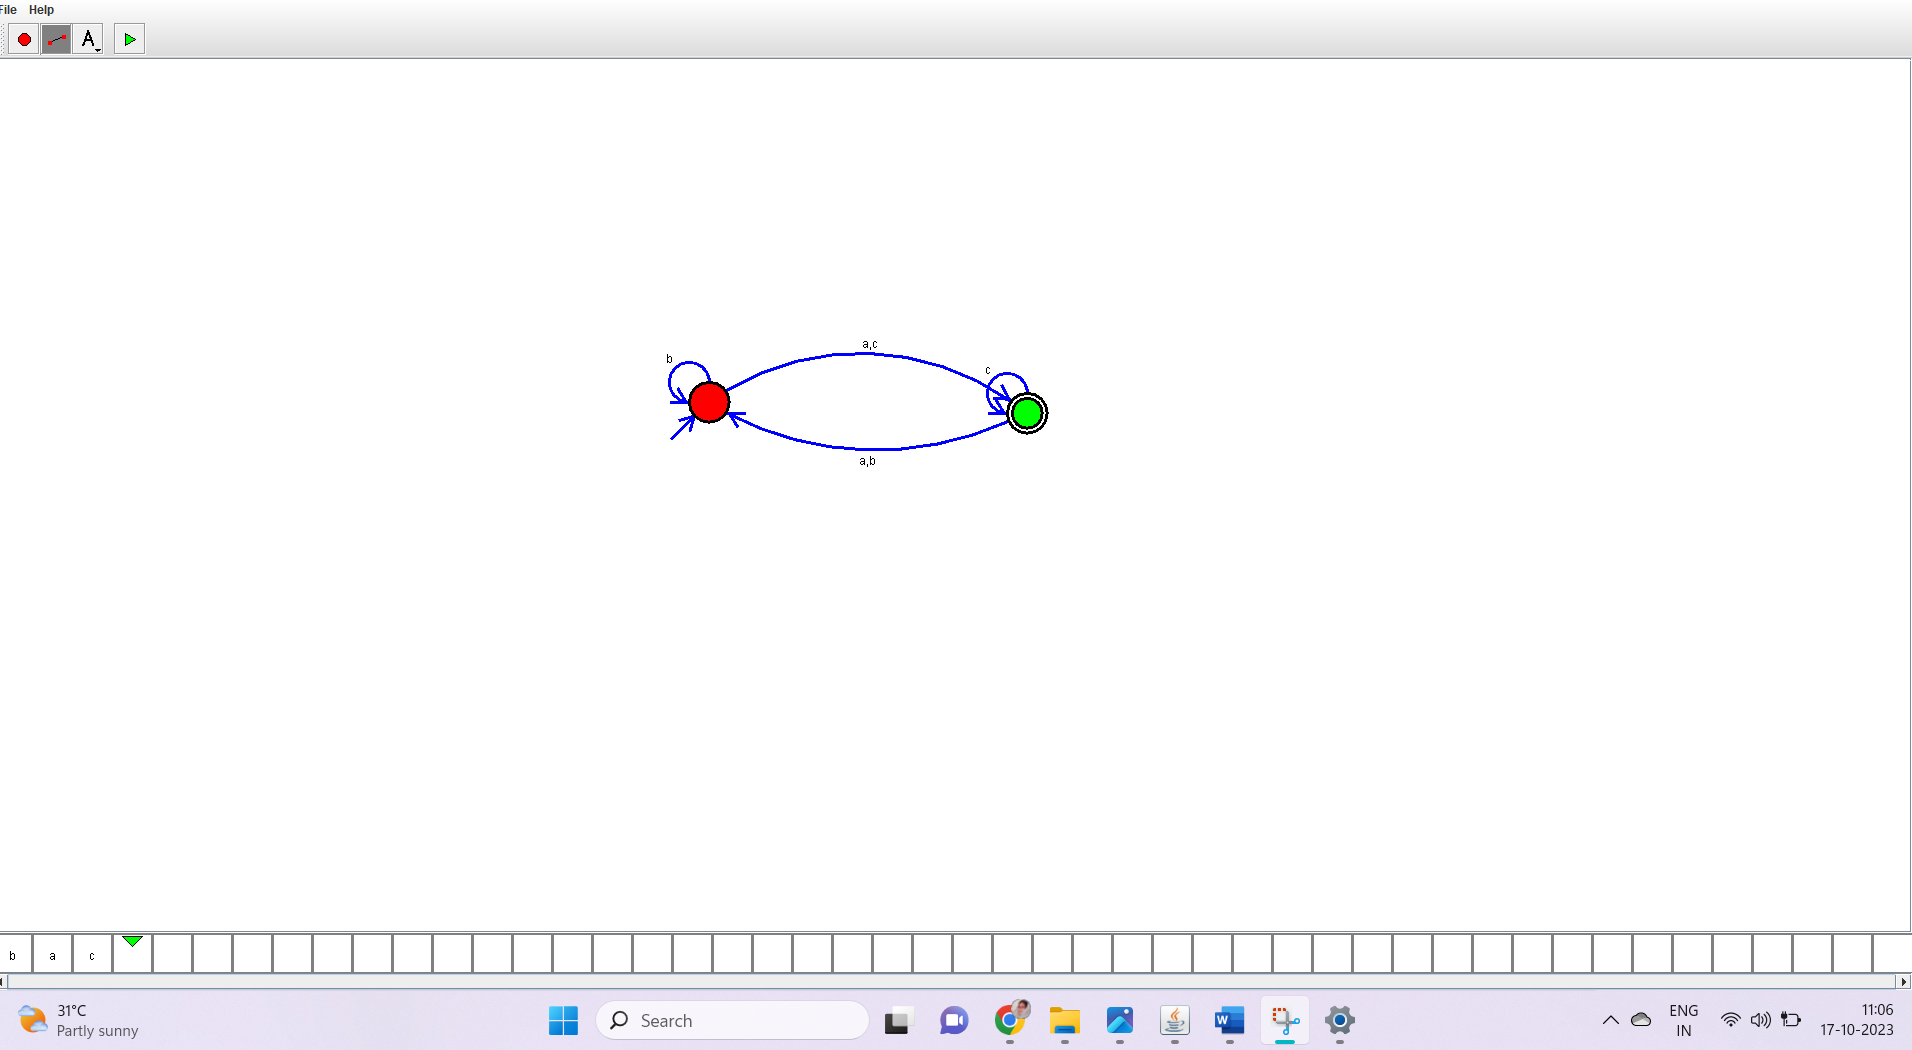 File Help
A
b
a,c
c
a,b
b a c
31°C
Partly sunny
Search
ENG
IN
11:06
17-10-2023